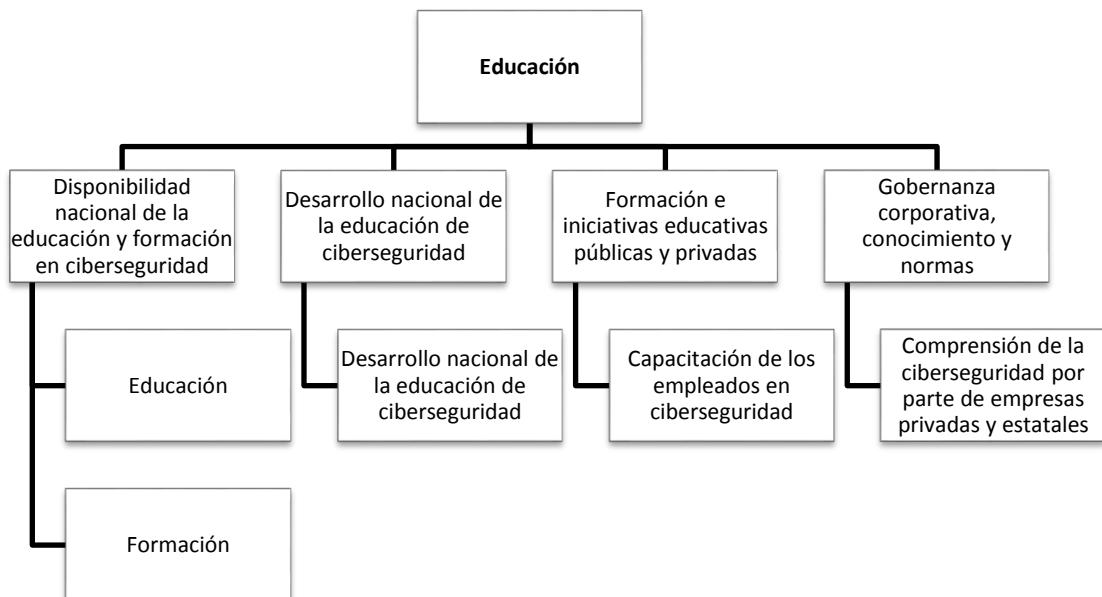 Educación
Disponibilidad
nacional de la
educación y formación
en ciberseguridad
Desarrollo nacional de
la educación de
ciberseguridad
Formación e
iniciativas educativas
públicas y privadas
Gobernanza
corporativa,
conocimiento y
normas
Educación
Formación
Desarrollo nacional de
la educación de
ciberseguridad
Capacitación de los
empleados en
ciberseguridad
Comprensión de la
ciberseguridad por
parte de empresas
privadas y estatales